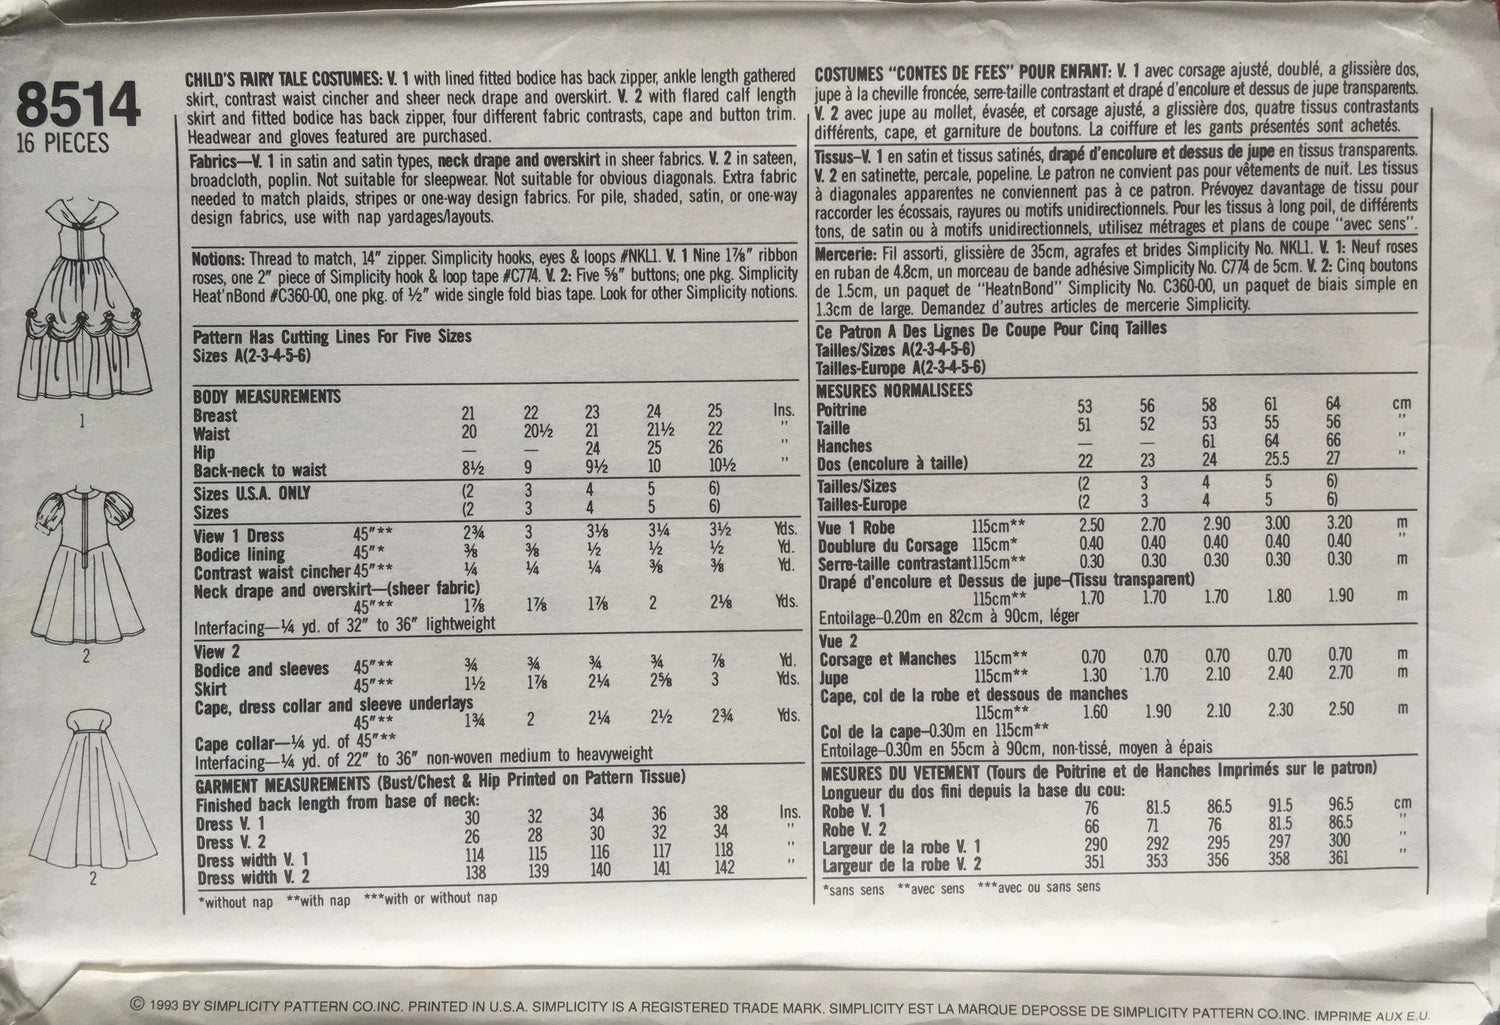 8514
16 PIECES
1
2
2
CHILD'S FAIRY TALE COSTUMES: V. 1 with lined fitted bodice has back zipper, ankle length gathered
skirt, contrast waist cincher and sheer neck drape and overskirt. V. 2 with flared calf length
skirt and fitted bodice has back zipper, four different fabric contrasts, cape and button trim.
Headwear and gloves featured are purchased.
Fabrics—V. 1 in satin and satin types, neck drape and overskirt in sheer fabrics. V. 2 in sateen,
broadcloth, poplin. Not suitable for sleepwear. Not suitable for obvious diagonals. Extra fabric
needed to match plaids, stripes or one-way design fabrics. For pile, shaded, satin, or one-way
design fabrics, use with nap yardages/layouts.
Notions: Thread to match, 14″ zipper. Simplicity hooks, eyes & loops #NKL1. V. 1 Nine 1⅞″ ribbon
roses, one 2″ piece of Simplicity hook & loop tape #C774. V. 2: Five ⅝″ buttons; one pkg. Simplicity
Heat'nBond #C360-00, one pkg. of ½″ wide single fold bias tape. Look for other Simplicity notions.
Pattern Has Cutting Lines For Five Sizes
Sizes A(2-3-4-5-6)
BODY MEASUREMENTS
Breast 21 22 23 24 25 Ins.
Waist 20 20½ 21 21½ 22 ″
Hip — — 24 25 26 ″
Back-neck to waist 8½ 9 9½ 10 10½ ″
Sizes U.S.A. ONLY (2 3 4 5 6)
Sizes (2 3 4 5 6)
View 1 Dress 45″** 2¾ 3 3⅛ 3¼ 3½ Yds.
Bodice lining 45″* ⅜ ⅜ ½ ½ ½ Yd.
Contrast waist cincher 45″** ¼ ¼ ¼ ⅜ ⅜ Yd.
Neck drape and overskirt—(sheer fabric)
45″** 1⅞ 1⅞ 1⅞ 2 2⅛ Yds.
Interfacing—¼ yd. of 32″ to 36″ lightweight
View 2
Bodice and sleeves 45″** ¾ ¾ ¾ ¾ ⅞ Yd.
Skirt 45″** 1½ 1⅞ 2¼ 2⅝ 3 Yds.
Cape, dress collar and sleeve underlays
45″** 1¾ 2 2¼ 2½ 2¾ Yds.
Cape collar—¼ yd. of 45″**
Interfacing—¼ yd. of 22″ to 36″ non-woven medium to heavyweight
GARMENT MEASUREMENTS (Bust/Chest & Hip Printed on Pattern Tissue)
Finished back length from base of neck:
Dress V. 1 30 32 34 36 38 Ins.
Dress V. 2 26 28 30 32 34 ″
Dress width V. 1 114 115 116 117 118 ″
Dress width V. 2 138 139 140 141 142 ″
*without nap **with nap ***with or without nap
COSTUMES "CONTES DE FEES" POUR ENFANT: V. 1 avec corsage ajusté, doublé, a glissière dos,
jupe à la cheville froncée, serre-taille contrastant et drapé d'encolure et dessus de jupe transparents.
V. 2 avec jupe au mollet, évasée, et corsage ajusté, a glissière dos, quatre tissus contrastants
différents, cape, et garniture de boutons. La coiffure et les gants présentés sont achetés.
Tissus–V. 1 en satin et tissus satinés, drapé d'encolure et dessus de jupe en tissus transparents.
V. 2 en satinette, percale, popeline. Le patron ne convient pas pour vêtements de nuit. Les tissus
à diagonales apparentes ne conviennent pas à ce patron. Prévoyez davantage de tissu pour
raccorder les écossais, rayures ou motifs unidirectionnels. Pour les tissus à long poil, de différents
tons, de satin ou à motifs unidirectionnels, utilisez métrages et plans de coupe "avec sens".
Mercerie: Fil assorti, glissière de 35cm, agrafes et brides Simplicity No. NKL1. V. 1: Neuf roses
en ruban de 4.8cm, un morceau de bande adhésive Simplicity No. C774 de 5cm. V. 2: Cinq boutons
de 1.5cm, un paquet de "HeatnBond" Simplicity No. C360-00, un paquet de biais simple en
1.3cm de large. Demandez d'autres articles de mercerie Simplicity.
Ce Patron A Des Lignes De Coupe Pour Cinq Tailles
Tailles/Sizes A(2-3-4-5-6)
Tailles-Europe A(2-3-4-5-6)
MESURES NORMALISEES
Poitrine 53 56 58 61 64 cm
Taille 51 52 53 55 56 ″
Hanches — — 61 64 66 ″
Dos (encolure à taille) 22 23 24 25.5 27 ″
Tailles/Sizes (2 3 4 5 6)
Tailles-Europe (2 3 4 5 6)
Vue 1 Robe 115cm** 2.50 2.70 2.90 3.00 3.20 m
Doublure du Corsage 115cm* 0.40 0.40 0.40 0.40 0.40 ″
Serre-taille contrastant 115cm** 0.30 0.30 0.30 0.30 0.30 m
Drapé d'encolure et Dessus de jupe–(Tissu transparent)
115cm** 1.70 1.70 1.70 1.80 1.90 m
Entoilage–0.20m en 82cm à 90cm, léger
Vue 2
Corsage et Manches 115cm** 0.70 0.70 0.70 0.70 0.70 m
Jupe 115cm** 1.30 1.70 2.10 2.40 2.70 m
Cape, col de la robe et dessous de manches
115cm** 1.60 1.90 2.10 2.30 2.50 m
Col de la cape–0.30m en 115cm**
Entoilage–0.30m en 55cm à 90cm, non-tissé, moyen à épais
MESURES DU VETEMENT (Tours de Poitrine et de Hanches Imprimés sur le patron)
Longueur du dos fini depuis la base du cou:
Robe V. 1 76 81.5 86.5 91.5 96.5 cm
Robe V. 2 66 71 76 81.5 86.5 ″
Largeur de la robe V. 1 290 292 295 297 300 ″
Largeur de la robe V. 2 351 353 356 358 361 ″
*sans sens **avec sens ***avec ou sans sens
© 1993 BY SIMPLICITY PATTERN CO.INC. PRINTED IN U.S.A. SIMPLICITY IS A REGISTERED TRADE MARK. SIMPLICITY EST LA MARQUE DEPOSSE DE SIMPLICITY PATTERN CO.INC. IMPRIME AUX E.U.